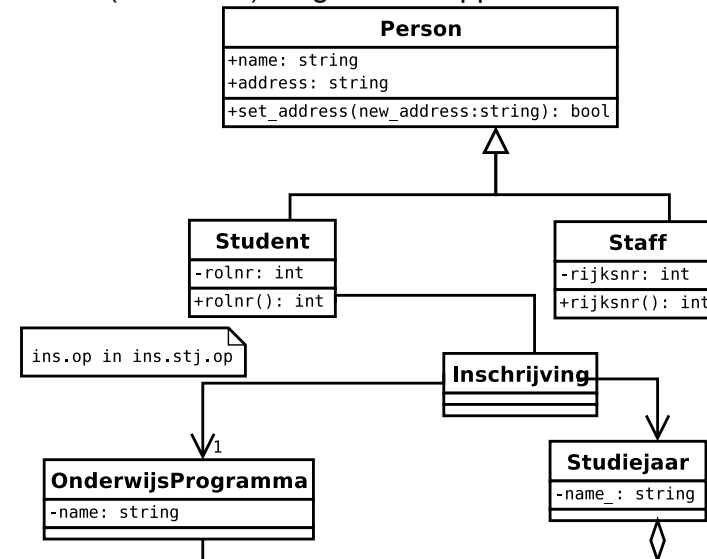 Person
+name: string
+address: string
+set_address(new_address:string): bool
Student
-rolnr: int
+rolnr(): int
Staff
-rijksnr: int
+rijksnr(): int
ins.op in ins.stj.op
Inschrijving
1
OnderwijsProgramma
-name: string
Studiejaar
-name_: string